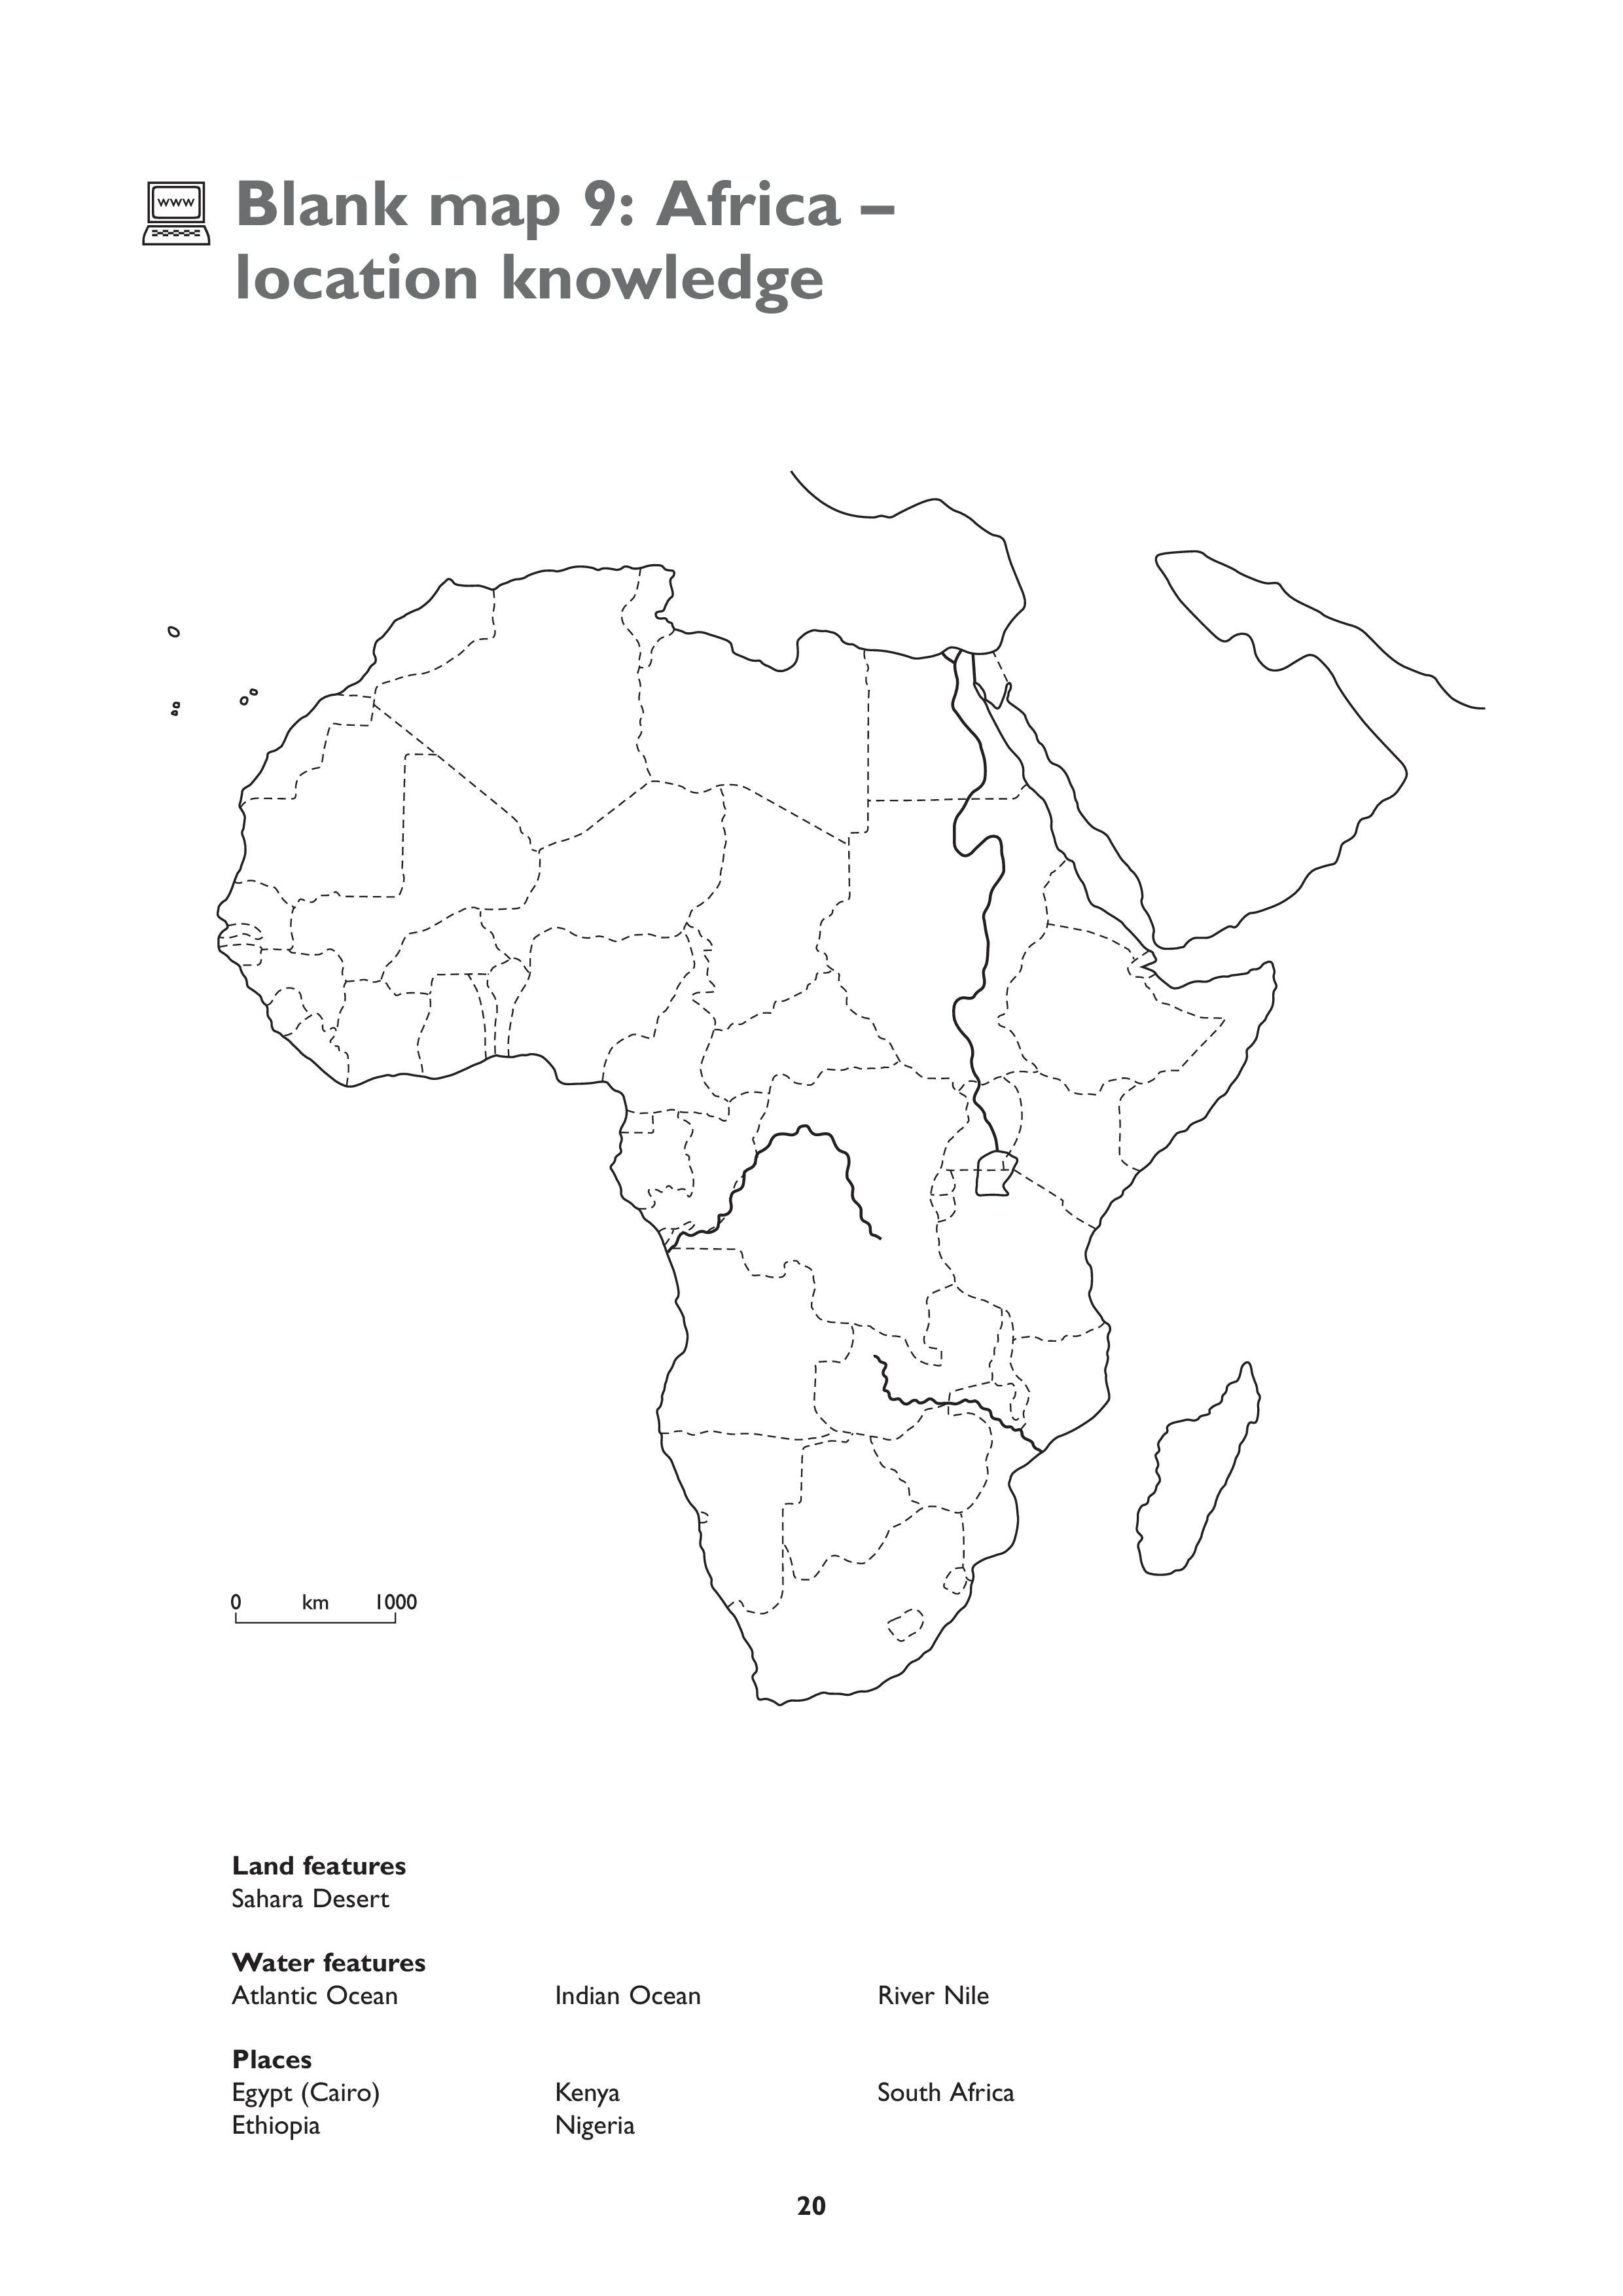 www
Blank map 9: Africa –
location knowledge
0 km 1000
Land features
Sahara Desert
Water features
Atlantic Ocean Indian Ocean River Nile
Places
Egypt (Cairo) Kenya South Africa
Ethiopia Nigeria
20